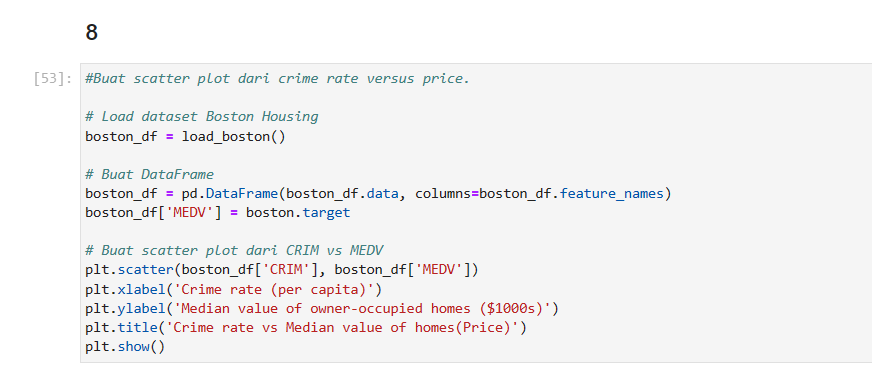 8
[53]: #Buat scatter plot dari crime rate versus price.
# Load dataset Boston Housing
boston_df = load_boston()
# Buat DataFrame
boston_df = pd.DataFrame(boston_df.data, columns=boston_df.feature_names)
boston_df['MEDV'] = boston.target
# Buat scatter plot dari CRIM vs MEDV
plt.scatter(boston_df['CRIM'], boston_df['MEDV'])
plt.xlabel('Crime rate (per capita)')
plt.ylabel('Median value of owner-occupied homes ($1000s)')
plt.title('Crime rate vs Median value of homes(Price)')
plt.show()